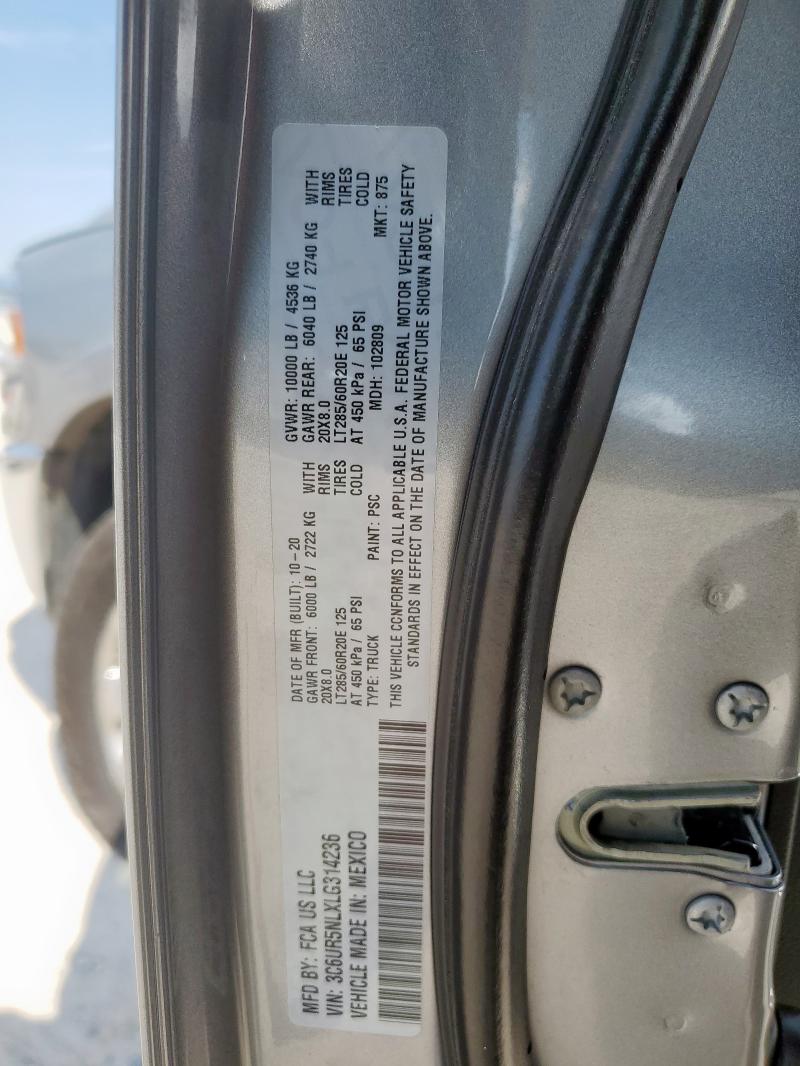 MFD BY: FCA US LLC
VIN: 3C6UR5NLXLG314236
VEHICLE MADE IN: MEXICO
DATE OF MFR (BUILT): 10-20 GVWR: 10000 LB / 4536 KG
GAWR FRONT: 6000 LB / 2722 KG WITH GAWR REAR: 6040 LB / 2740 KG WITH
20X8.0 RIMS 20X8.0 RIMS
LT285/60R20E 125 TIRES LT285/60R20E 125 TIRES
AT 450 kPa / 65 PSI COLD AT 450 kPa / 65 PSI COLD
TYPE: TRUCK PAINT: PSC MDH: 102809 MKT: 875
THIS VEHICLE CONFORMS TO ALL APPLICABLE U.S.A. FEDERAL MOTOR VEHICLE SAFETY
STANDARDS IN EFFECT ON THE DATE OF MANUFACTURE SHOWN ABOVE.